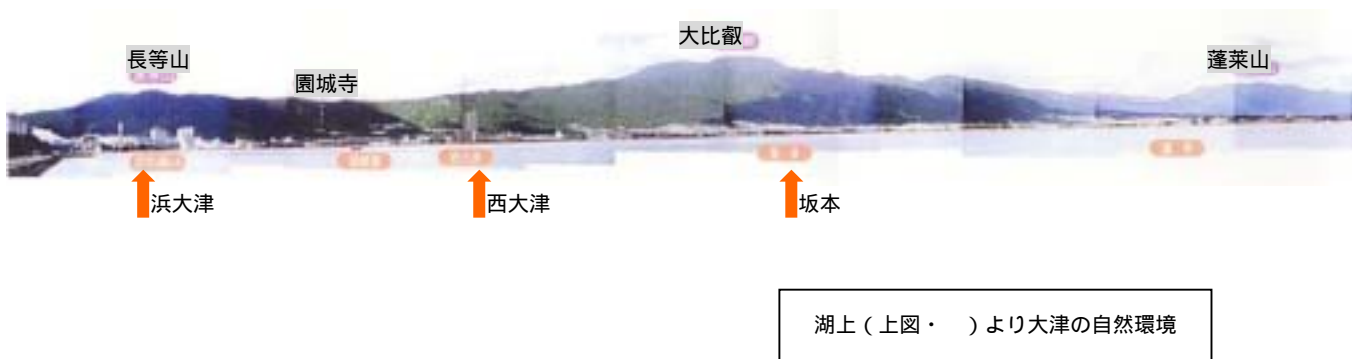 大比叡
長等山
蓬莱山
園城寺
浜大津
西大津
坂本
湖上(上図・　)より大津の自然環境